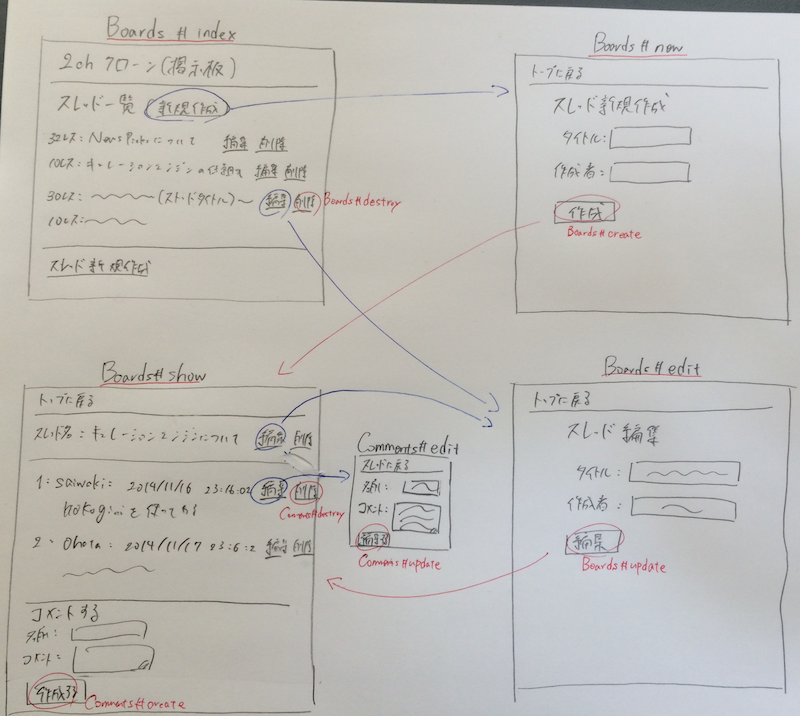 Boards#index
2ch クローン(掲示板)
スレッド一覧 新規作成
32レス: NewsPicksについて 編集 削除
10レス: キュレーションエンジンの仕組み 編集 削除
30レス: (スレッドタイトル) 編集 削除 Boards#destroy
10レス:
スレッド新規作成
Boards#new
トップに戻る
スレッド新規作成
タイトル:
作成者:
作成
Boards#create
Boards#show
トップに戻る
スレッド名: キュレーションエンジンについて 編集 削除
1: saiwaki: 2014/11/16 23:16:02 編集 削除
Comments#destroy
nokogiriを使ってる
2: Ohota: 2014/11/17 23:6:2 編集 削除
コメントする
名前:
コメント:
作成する Comments#create
Comments#edit
スレッドに戻る
名前:
コメント:
編集する
Comments#update
Boards#edit
トップに戻る
スレッド編集
タイトル:
作成者:
編集
Boards#update